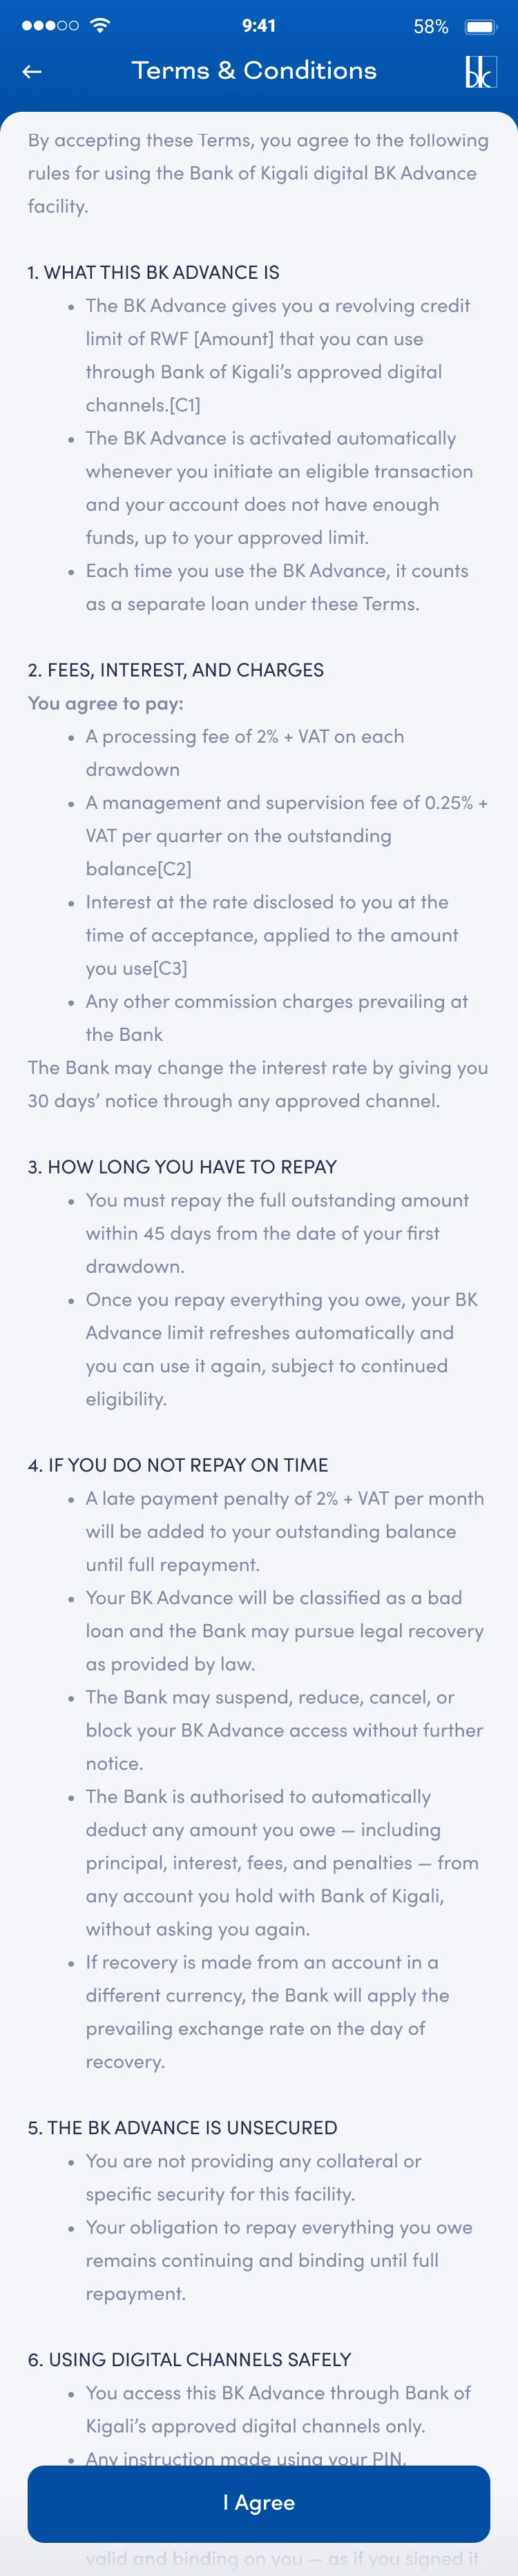 9:41
58%
Terms & Conditions
bk
By accepting these Terms, you agree to the following
rules for using the Bank of Kigali digital BK Advance
facility.
1. WHAT THIS BK ADVANCE IS
• The BK Advance gives you a revolving credit
limit of RWF [Amount] that you can use
through Bank of Kigali’s approved digital
channels.[C1]
• The BK Advance is activated automatically
whenever you initiate an eligible transaction
and your account does not have enough
funds, up to your approved limit.
• Each time you use the BK Advance, it counts
as a separate loan under these Terms.
2. FEES, INTEREST, AND CHARGES
You agree to pay:
• A processing fee of 2% + VAT on each
drawdown
• A management and supervision fee of 0.25% +
VAT per quarter on the outstanding
balance[C2]
• Interest at the rate disclosed to you at the
time of acceptance, applied to the amount
you use[C3]
• Any other commission charges prevailing at
the Bank
The Bank may change the interest rate by giving you
30 days’ notice through any approved channel.
3. HOW LONG YOU HAVE TO REPAY
• You must repay the full outstanding amount
within 45 days from the date of your first
drawdown.
• Once you repay everything you owe, your BK
Advance limit refreshes automatically and
you can use it again, subject to continued
eligibility.
4. IF YOU DO NOT REPAY ON TIME
• A late payment penalty of 2% + VAT per month
will be added to your outstanding balance
until full repayment.
• Your BK Advance will be classified as a bad
loan and the Bank may pursue legal recovery
as provided by law.
• The Bank may suspend, reduce, cancel, or
block your BK Advance access without further
notice.
• The Bank is authorised to automatically
deduct any amount you owe — including
principal, interest, fees, and penalties — from
any account you hold with Bank of Kigali,
without asking you again.
• If recovery is made from an account in a
different currency, the Bank will apply the
prevailing exchange rate on the day of
recovery.
5. THE BK ADVANCE IS UNSECURED
• You are not providing any collateral or
specific security for this facility.
• Your obligation to repay everything you owe
remains continuing and binding until full
repayment.
6. USING DIGITAL CHANNELS SAFELY
• You access this BK Advance through Bank of
Kigali’s approved digital channels only.
• Any instruction made using your PIN,
I Agree
valid and binding on you — as if you signed it